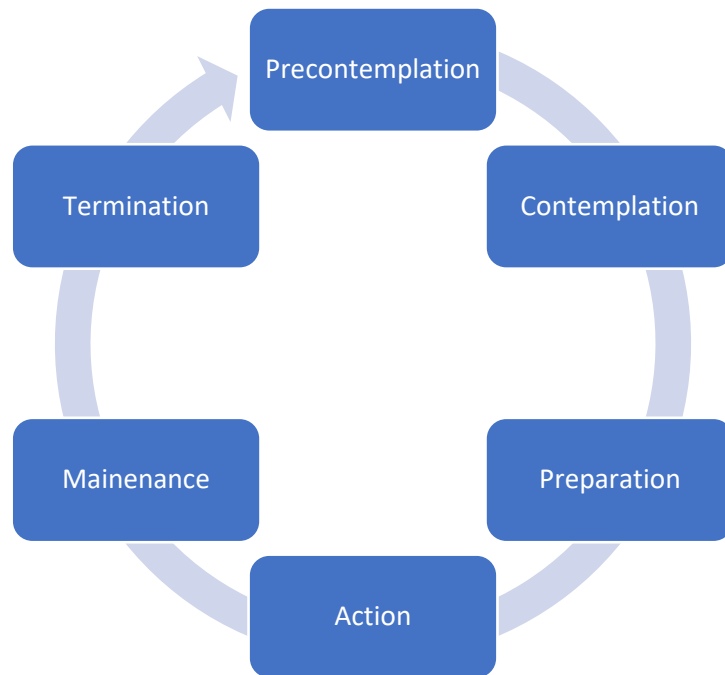 Precontemplation
Contemplation
Preparation
Action
Mainenance
Termination